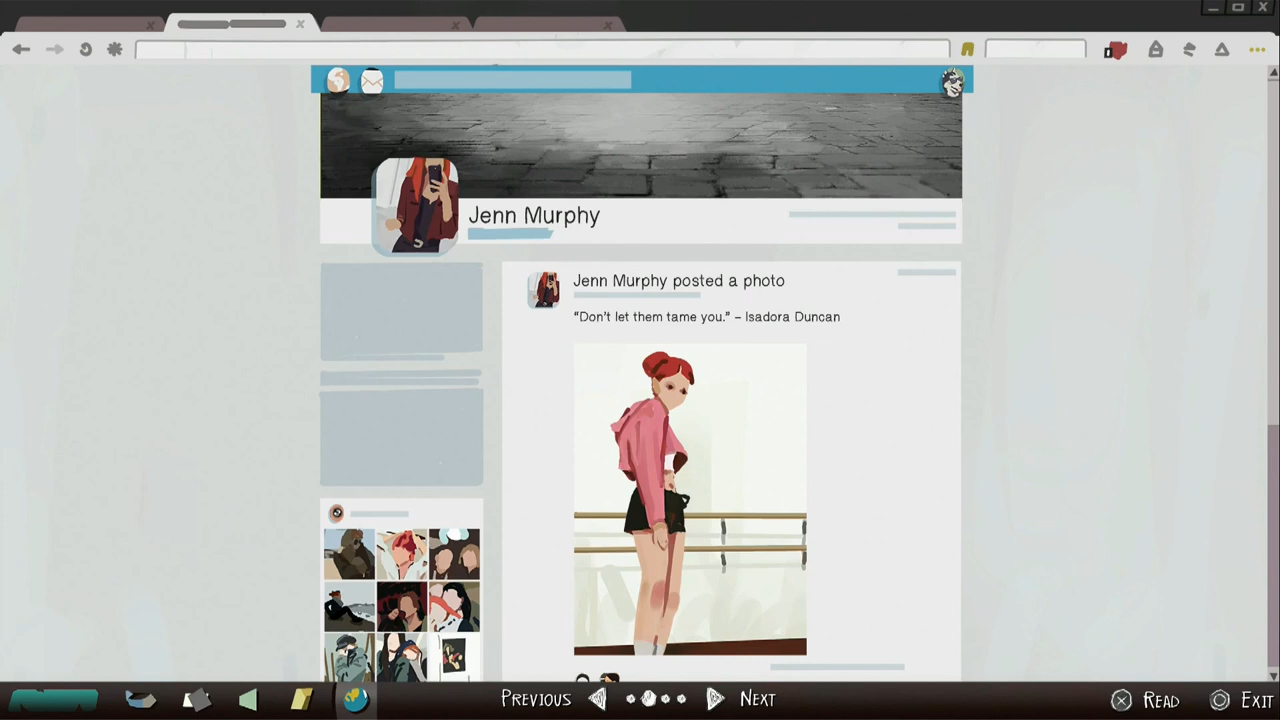 Jenn Murphy
Jenn Murphy posted a photo
“Don’t let them tame you.” – Isadora Duncan
Previous
Next
Read
Exit